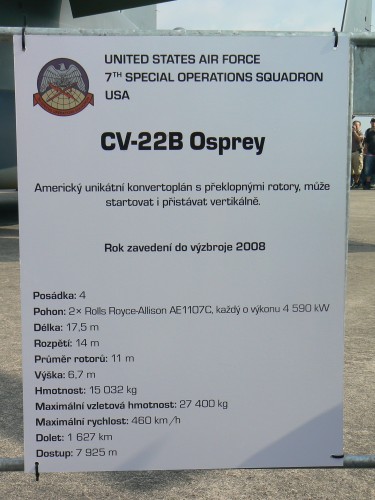 UNITED STATES AIR FORCE
7TH SPECIAL OPERATIONS SQUADRON
USA
CV-22B Osprey
Americký unikátní konvertoplán s překlopnými rotory, může
startovat i přistávat vertikálně.
Rok zavedení do výzbroje 2008
Posádka: 4
Pohon: 2× Rolls Royce-Allison AE1107C, každý o výkonu 4 590 kW
Délka: 17,5 m
Rozpětí: 14 m
Průměr rotorů: 11 m
Výška: 6,7 m
Hmotnost: 15 032 kg
Maximální vzletová hmotnost: 27 400 kg
Maximální rychlost: 460 km/h
Dolet: 1 627 km
Dostup: 7 925 m